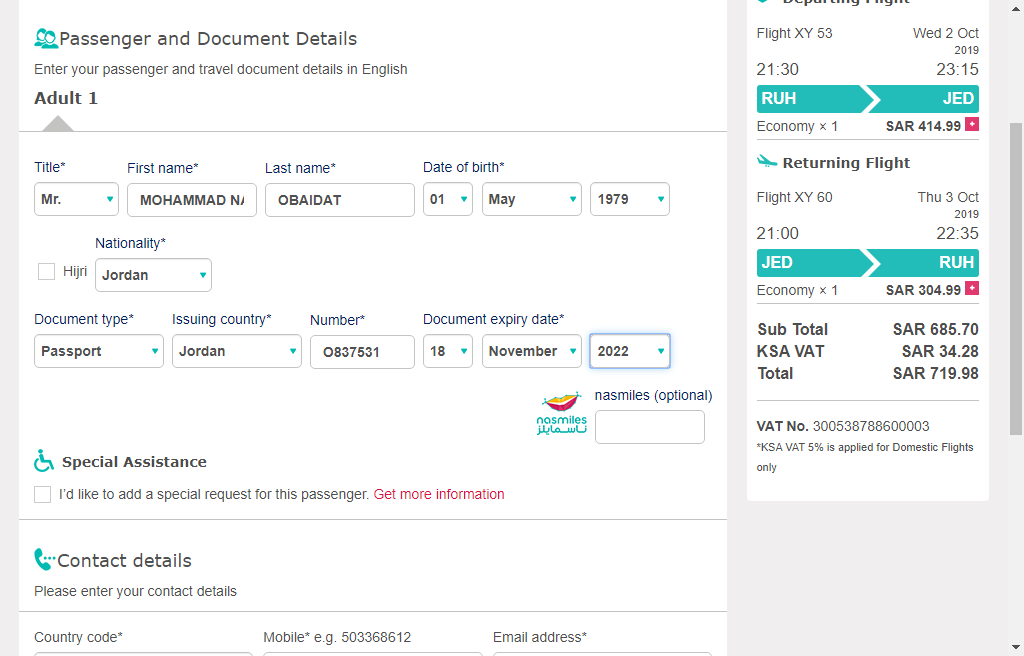 Passenger and Document Details
Enter your passenger and travel document details in English
Adult 1
Title* First name* Last name* Date of birth*
Mr. MOHAMMAD NA OBAIDAT 01 May 1979
Nationality*
Hijri Jordan
Document type* Issuing country* Number* Document expiry date*
Passport Jordan O837531 18 November 2022
nasmiles (optional)
nasmiles
ناسمايلز
Special Assistance
I'd like to add a special request for this passenger. Get more information
Contact details
Please enter your contact details
Country code* Mobile* e.g. 503368612 Email address*
Departing Flight
Flight XY 53 Wed 2 Oct
2019
21:30 23:15
RUH JED
Economy × 1 SAR 414.99 +
Returning Flight
Flight XY 60 Thu 3 Oct
2019
21:00 22:35
JED RUH
Economy × 1 SAR 304.99 +
Sub Total SAR 685.70
KSA VAT SAR 34.28
Total SAR 719.98
VAT No. 300538788600003
*KSA VAT 5% is applied for Domestic Flights
only